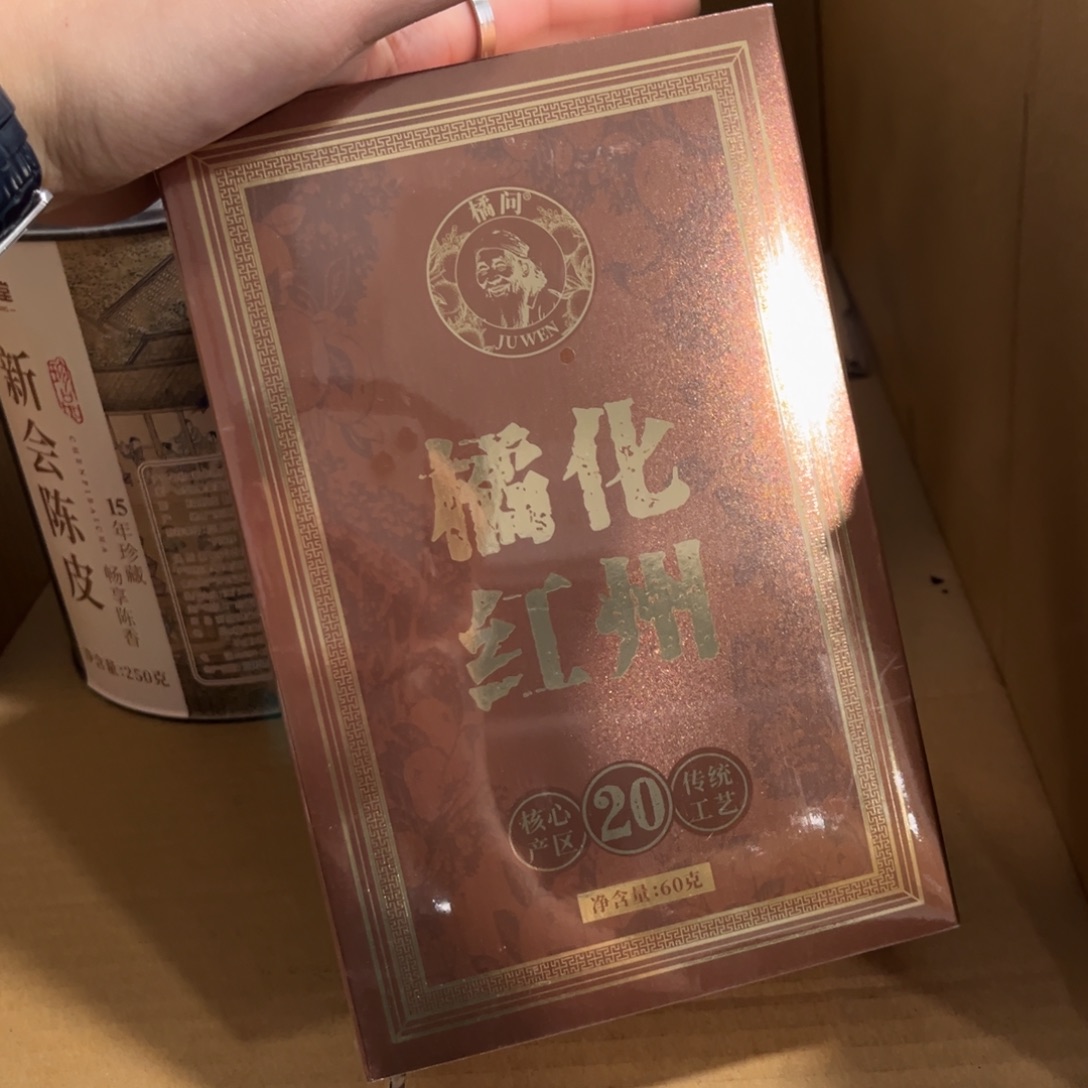 橘问®
JUWEN
化橘
州红
核心
产区
20
传统
工艺
净含量:60克
新会陈皮
CHENPIDAICHA
15年珍藏
畅享陈香
净含量:250克